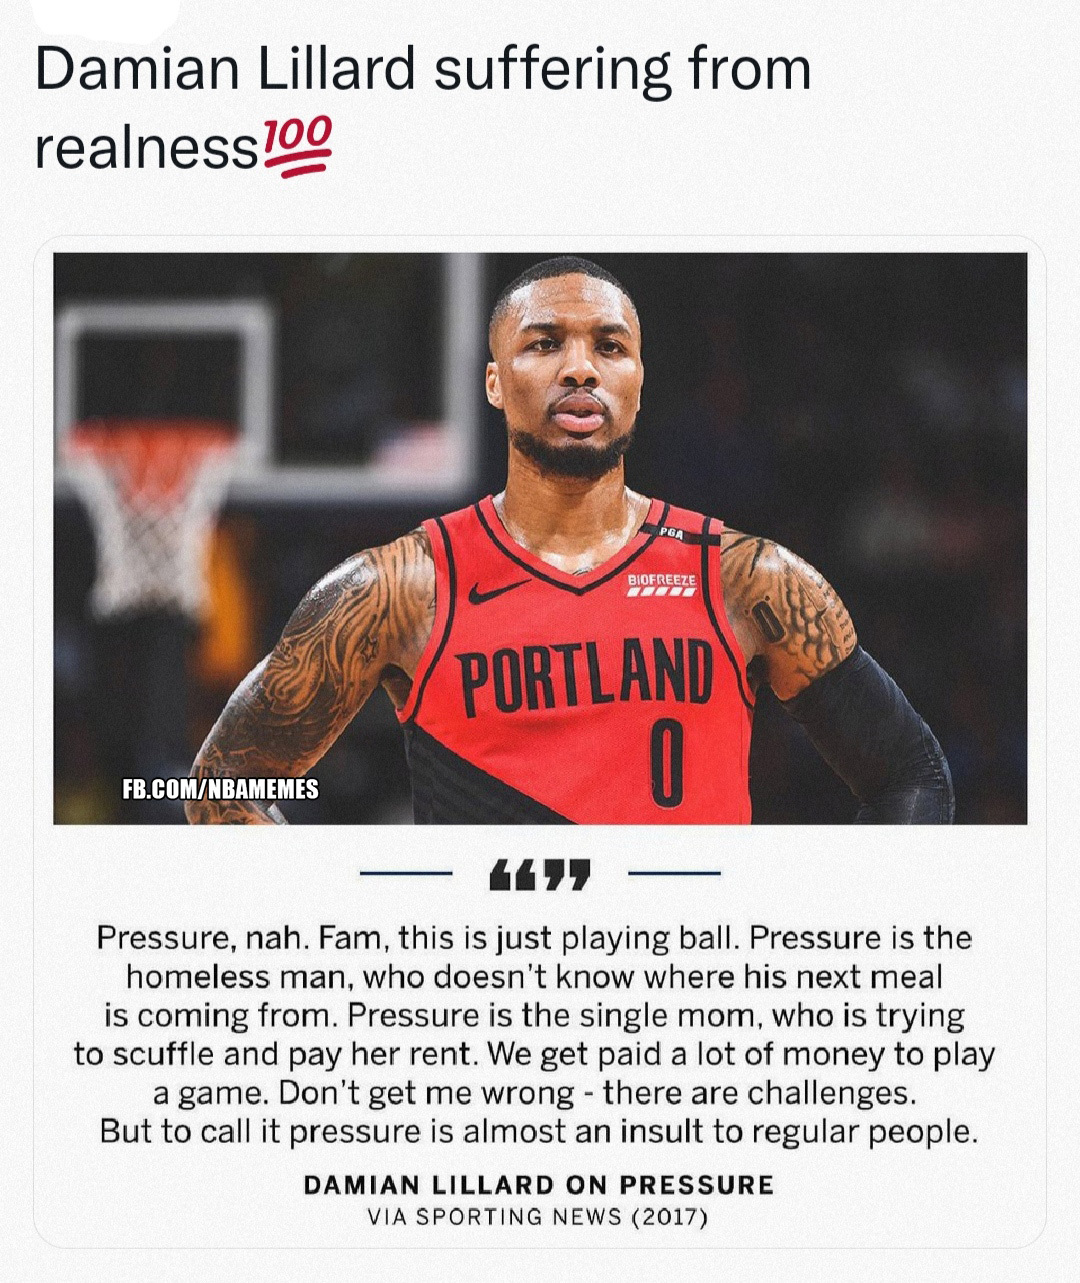 Damian Lillard suffering from
realness💯
PGA
BIOFREEZE
PORTLAND
0
0
FB.COM/NBAMEMES
““””
Pressure, nah. Fam, this is just playing ball. Pressure is the
homeless man, who doesn't know where his next meal
is coming from. Pressure is the single mom, who is trying
to scuffle and pay her rent. We get paid a lot of money to play
a game. Don't get me wrong - there are challenges.
But to call it pressure is almost an insult to regular people.
DAMIAN LILLARD ON PRESSURE
VIA SPORTING NEWS (2017)